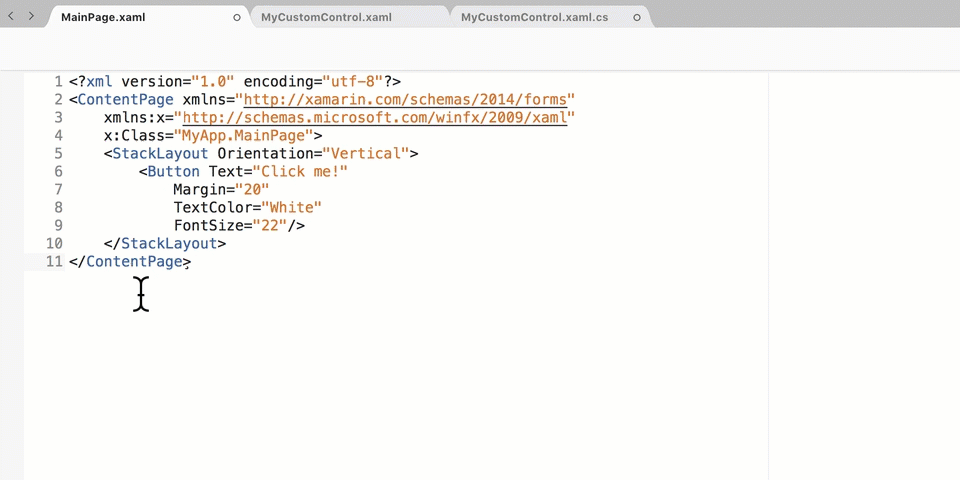 MainPage.xaml MyCustomControl.xaml MyCustomControl.xaml.cs
1 <?xml version="1.0" encoding="utf-8"?>
2 <ContentPage xmlns="http://xamarin.com/schemas/2014/forms"
3 xmlns:x="http://schemas.microsoft.com/winfx/2009/xaml"
4 x:Class="MyApp.MainPage">
5 <StackLayout Orientation="Vertical">
6 <Button Text="Click me!"
7 Margin="20"
8 TextColor="White"
9 FontSize="22"/>
10 </StackLayout>
11 </ContentPage>